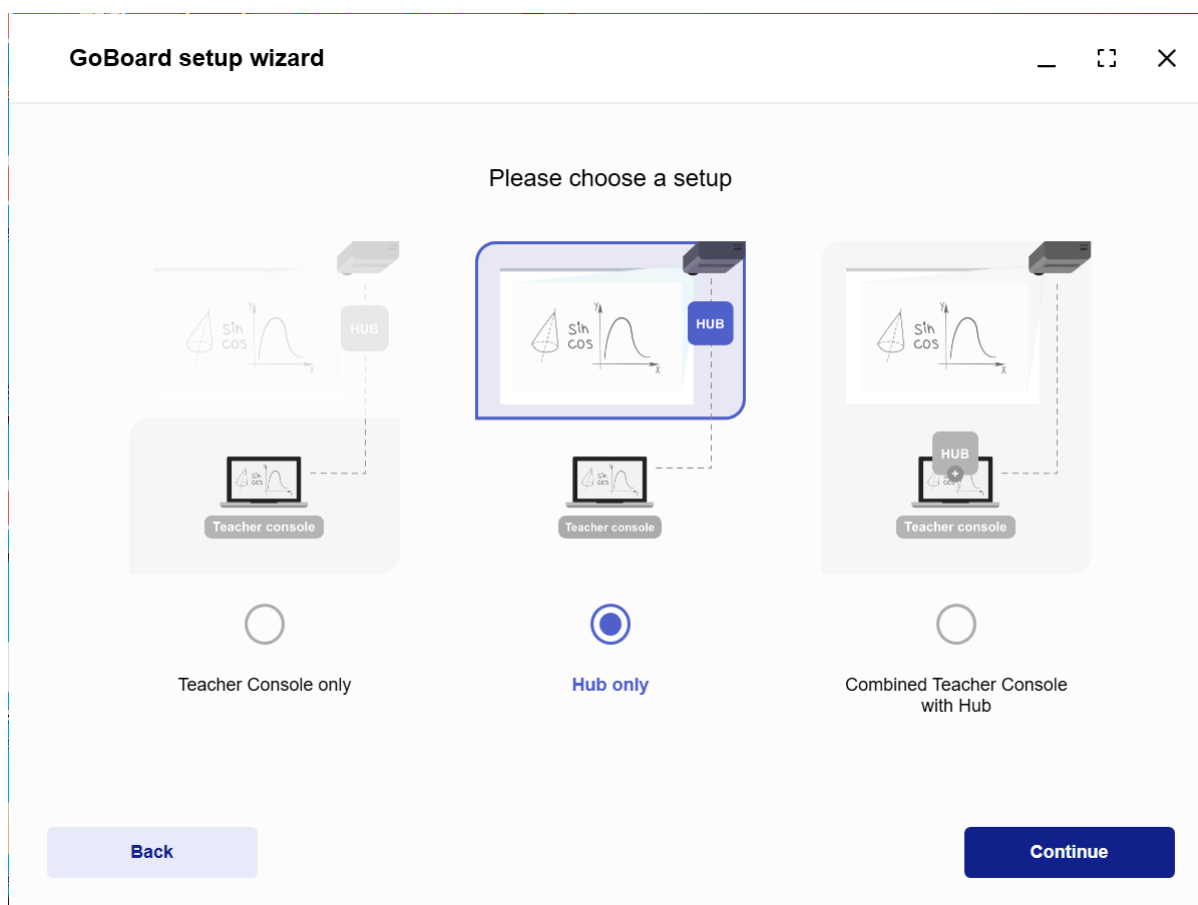 GoBoard setup wizard
Please choose a setup
sin
cos
y
x
HUB
sin
cos
y
x
HUB
sin
cos
y
x
HUB
Teacher console
Teacher console
Teacher console
Teacher Console only
Hub only
Combined Teacher Console
with Hub
Back
Continue